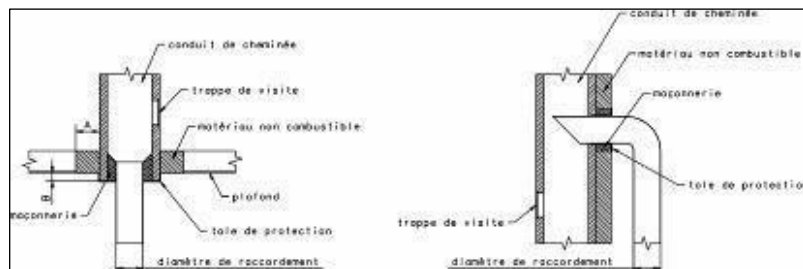 conduit de cheminée
trappe de visite
A
matériau non combustible
B
plafond
maçonnerie
tole de protection
diamètre de raccordement
conduit de cheminée
matériau non combustible
maçonnerie
tole de protection
trappe de visite
diamètre de raccordement